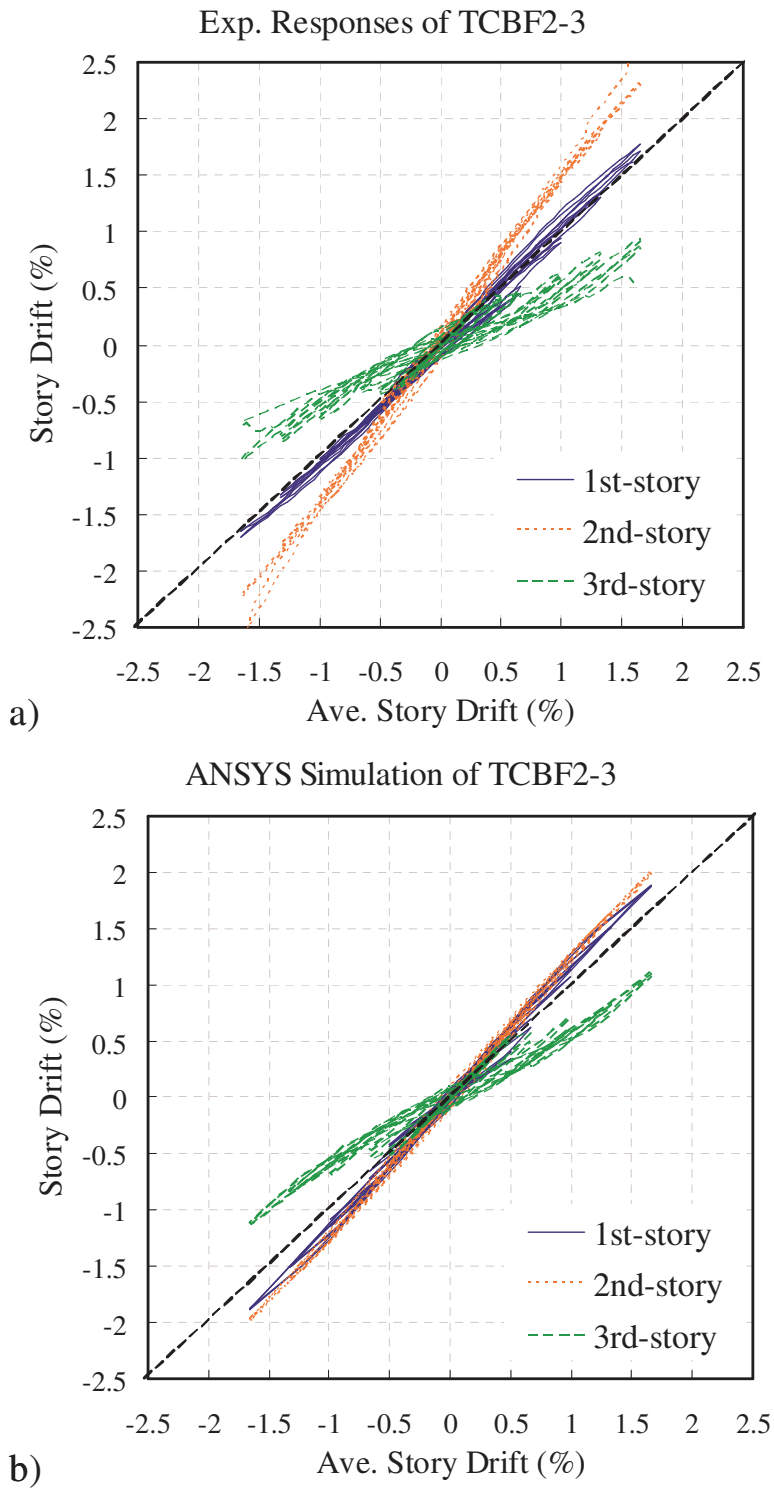 Exp. Responses of TCBF2-3
2.5
2
1.5
1
0.5
0
-0.5
-1
-1.5
-2
-2.5
Story Drift (%)
1st-story
2nd-story
3rd-story
-2.5 -2 -1.5 -1 -0.5 0 0.5 1 1.5 2 2.5
Ave. Story Drift (%)
a)
ANSYS Simulation of TCBF2-3
2.5
2
1.5
1
0.5
0
-0.5
-1
-1.5
-2
-2.5
Story Drift (%)
1st-story
2nd-story
3rd-story
-2.5 -2 -1.5 -1 -0.5 0 0.5 1 1.5 2 2.5
Ave. Story Drift (%)
b)